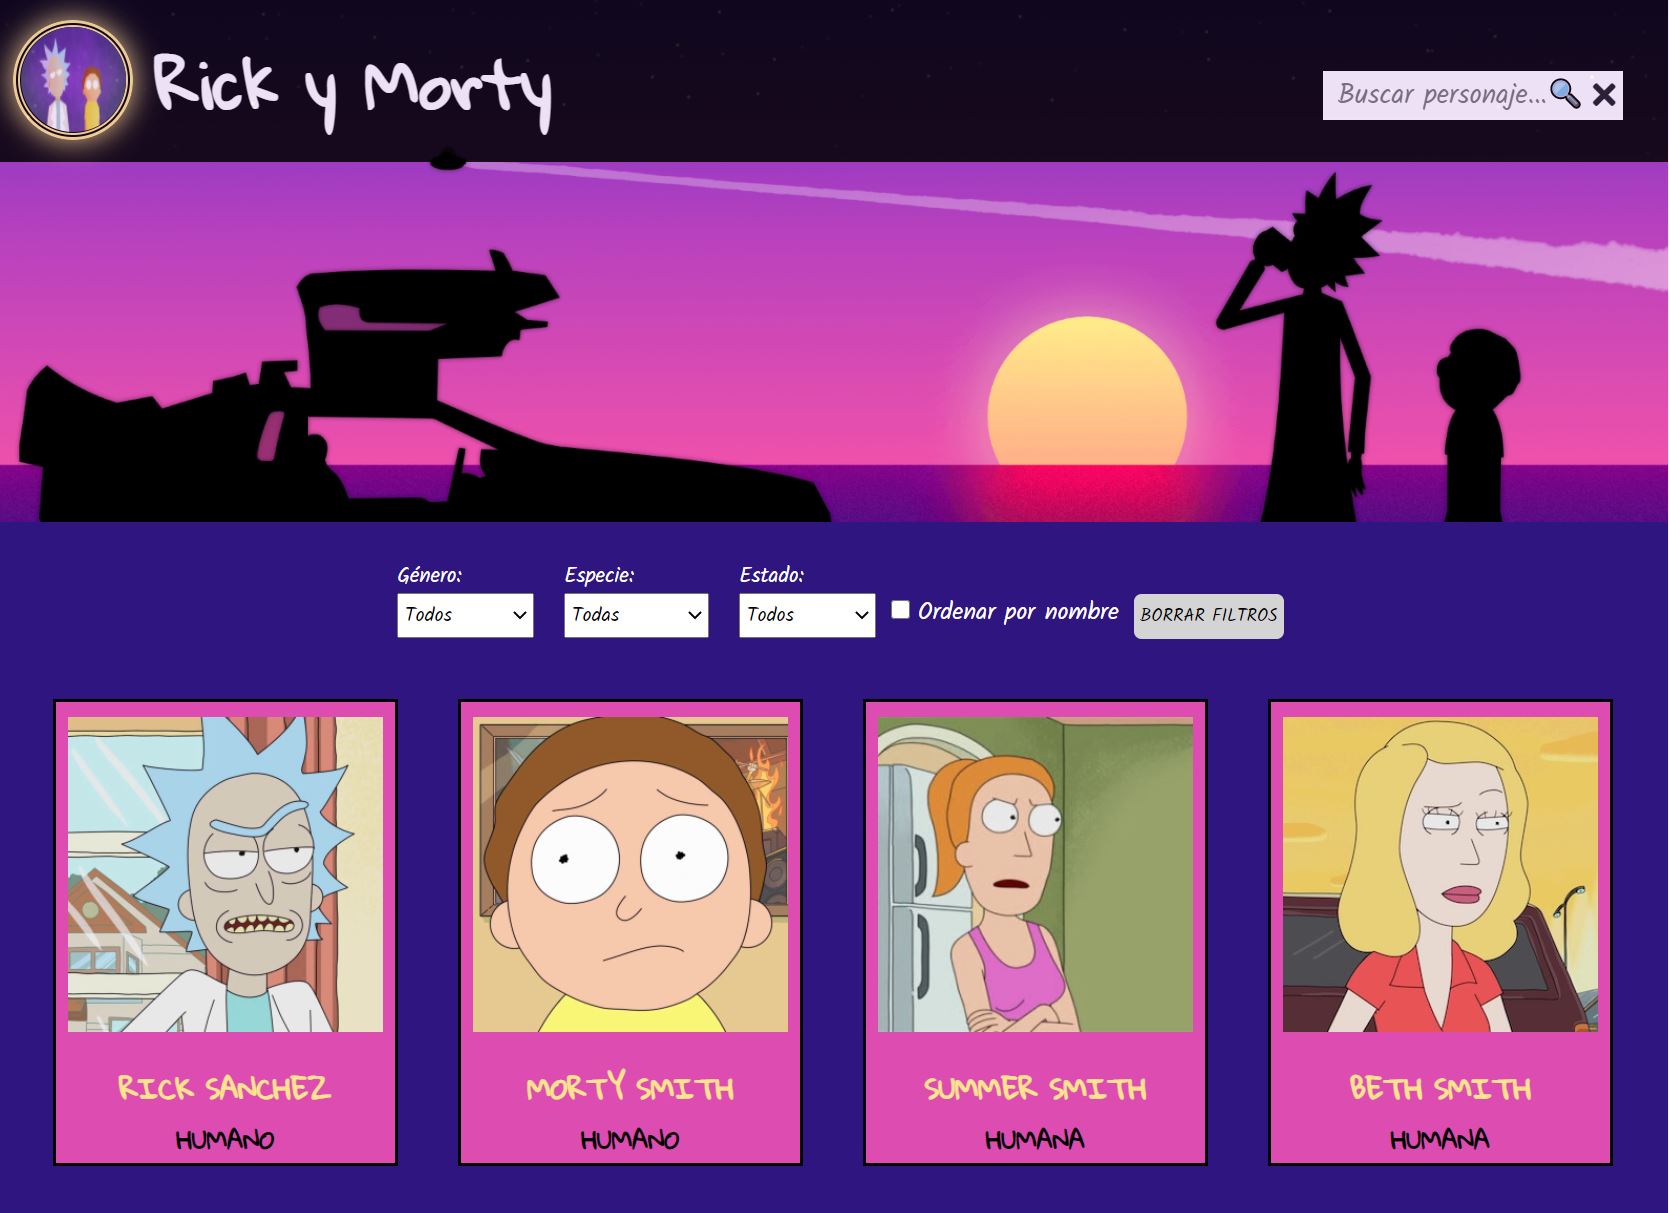 Rick y Morty
Buscar personaje...
Género:
Especie:
Estado:
Todos
Todas
Todos
Ordenar por nombre
BORRAR FILTROS
RICK SANCHEZ
HUMANO
MORTY SMITH
HUMANO
SUMMER SMITH
HUMANA
BETH SMITH
HUMANA